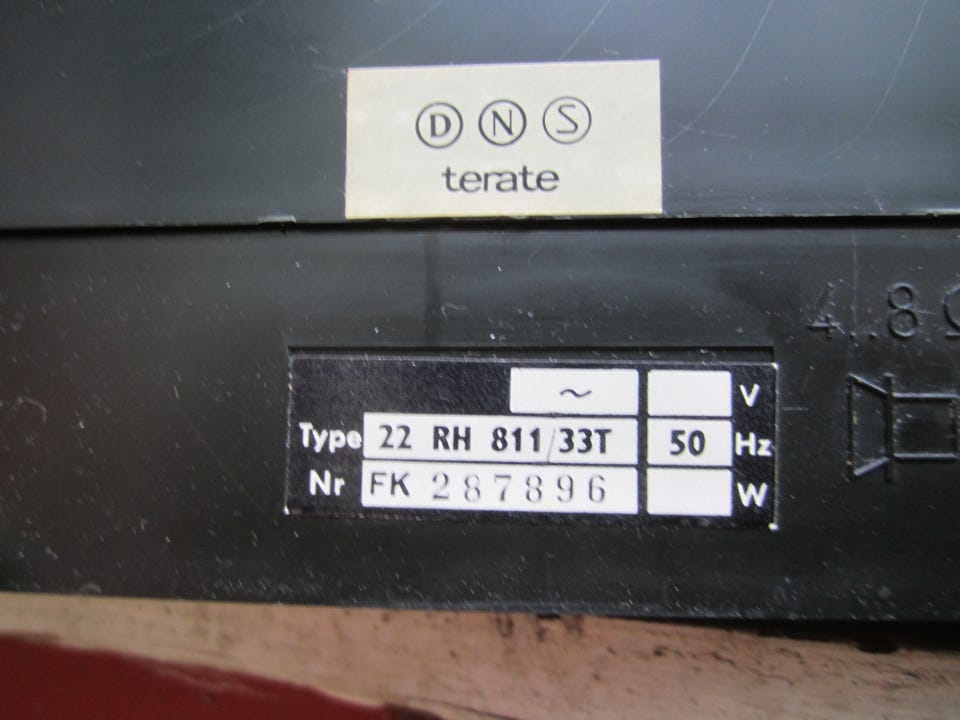 D N S
terate
4..8 Ω
~ V
Type 22 RH 811/33T 50 Hz
Nr FK 287896 W